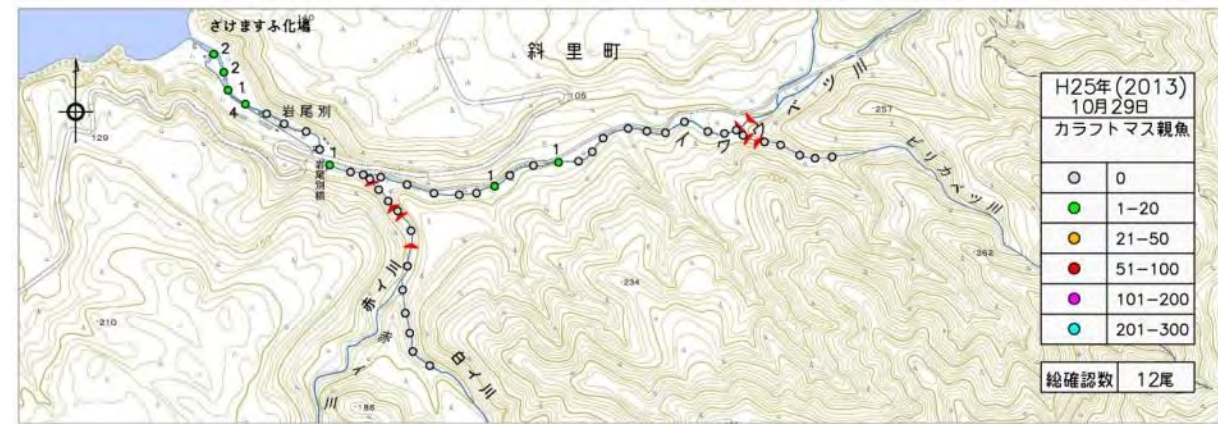 さけますふ化場
2
2
1
4
岩尾別
1
岩尾別橋
1
1
斜里町
イワウベツ川
ピリカベツ川
赤イ川
赤イ川
白イ川
129
105
257
262
234
210
186
H25年(2013)
10月29日
カラフトマス親魚
0
1-20
21-50
51-100
101-200
201-300
総確認数 12尾